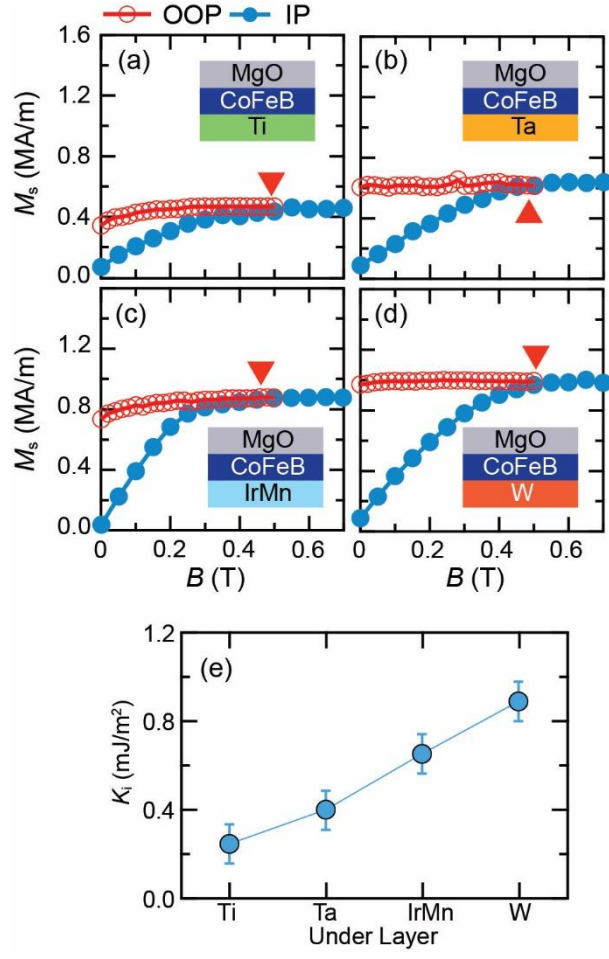 OOP IP
(a)
MgO
CoFeB
Ti
(b)
MgO
CoFeB
Ta
Ms (MA/m)
1.6
1.2
0.8
0.4
0.0
(c)
MgO
CoFeB
IrMn
(d)
MgO
CoFeB
W
Ms (MA/m)
1.2
0.8
0.4
0.0
0 0.2 0.4 0.6
0 0.2 0.4 0.6
B (T)
B (T)
(e)
Ki (mJ/m²)
1.2
0.8
0.4
0.0
Ti Ta IrMn W
Under Layer